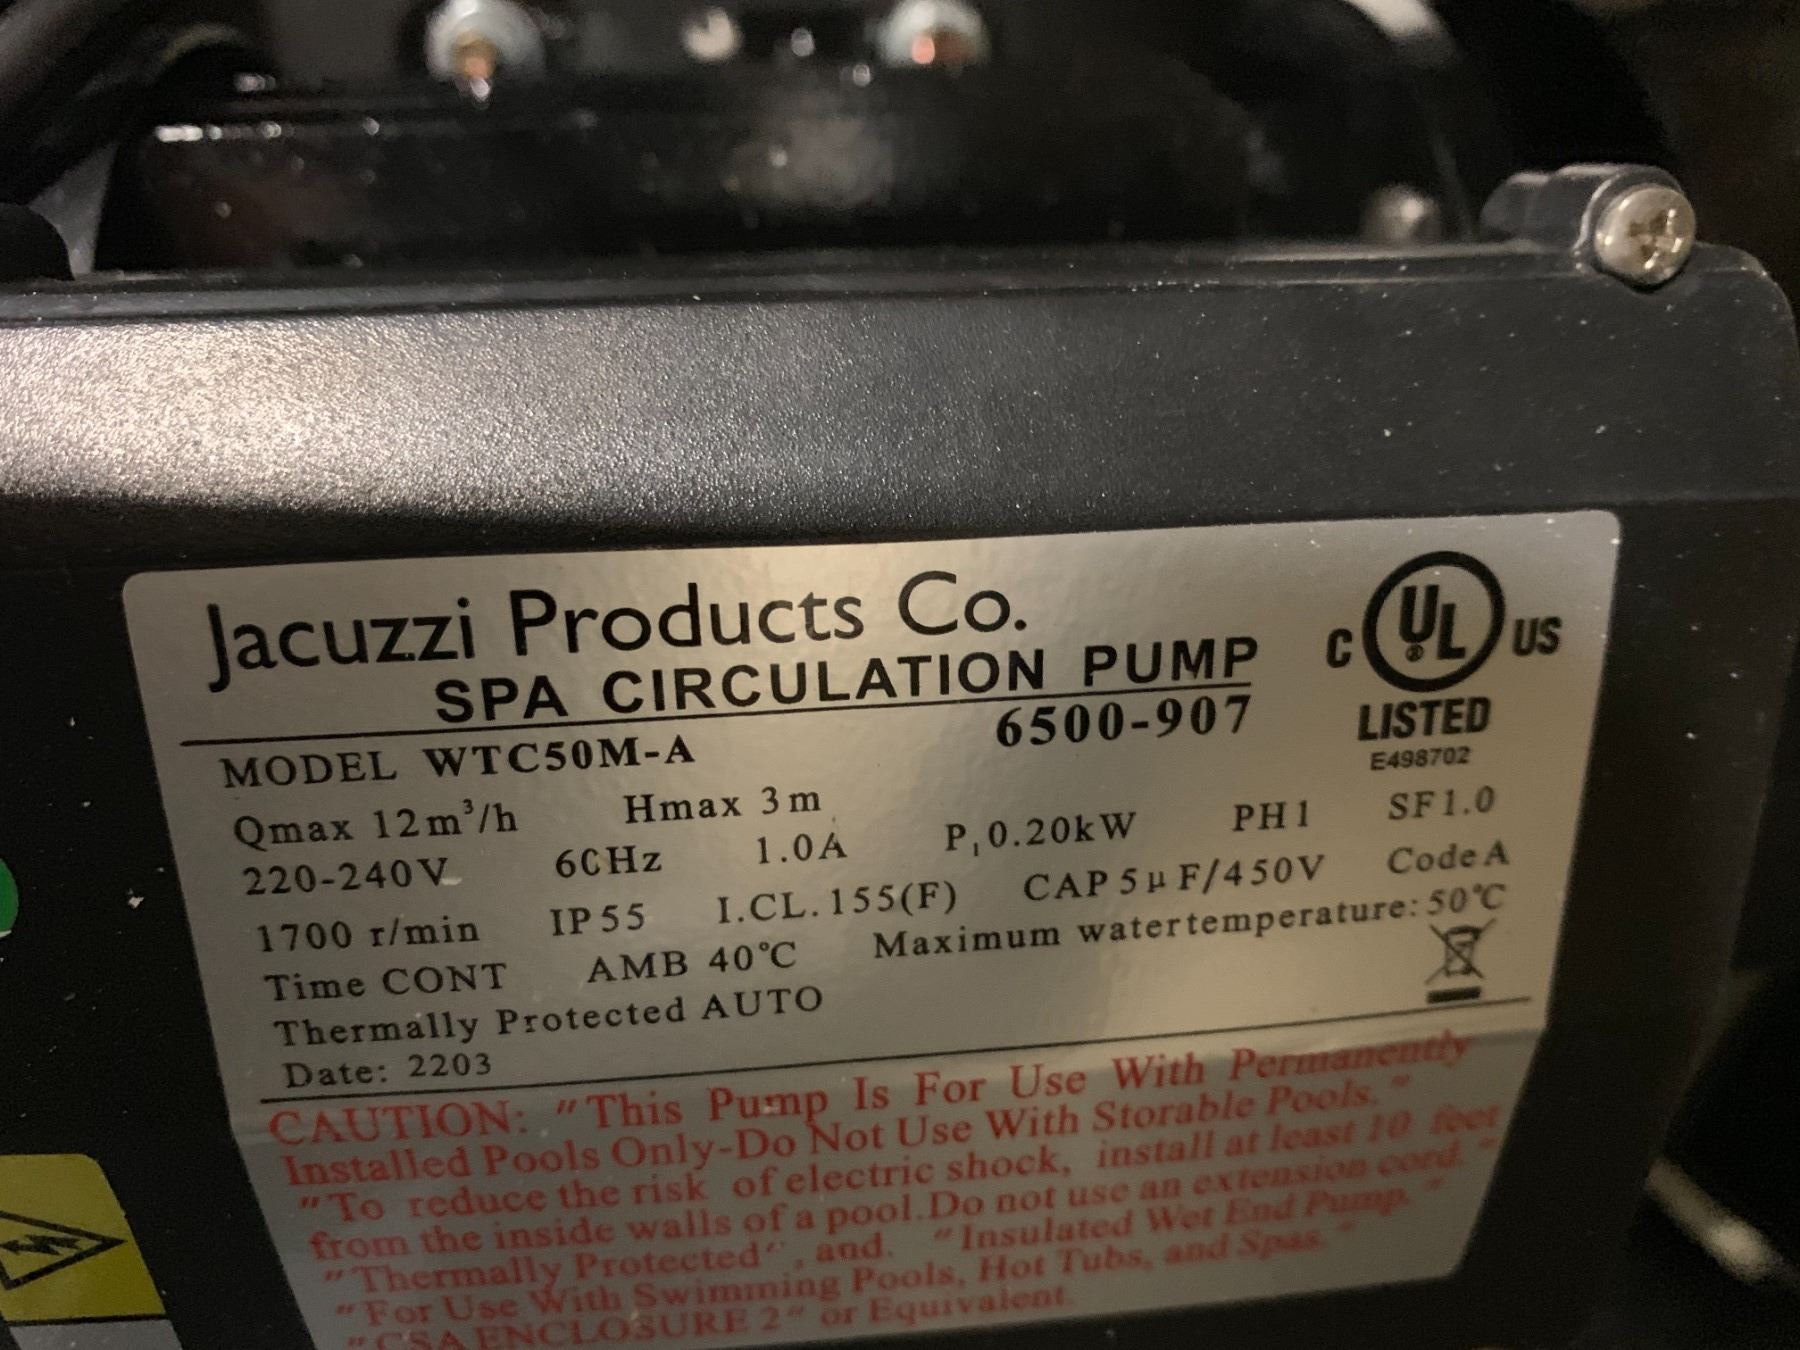 Jacuzzi Products Co.
SPA CIRCULATION PUMP
MODEL WTC50M-A 6500-907
C UL ® US
LISTED
E498702
Qmax 12m³/h Hmax 3m
220-240V 60Hz 1.0A P₁0.20kW PH1 SF1.0
1700 r/min IP55 I.CL.155(F) CAP5μF/450V Code A
Time CONT AMB 40℃ Maximum watertemperature:50℃
Thermally Protected AUTO
Date: 2203
CAUTION: "This Pump Is For Use With Permanently
Installed Pools Only-Do Not Use With Storable Pools."
"To reduce the risk of electric shock, install at least 10 feet
from the inside walls of a pool.Do not use an extension cord."
"Thermally Protected", and. "Insulated Wet End Pump."
"For Use With Swimming Pools, Hot Tubs, and Spas."
"CSA ENCLOSURE 2" or Equivalent.